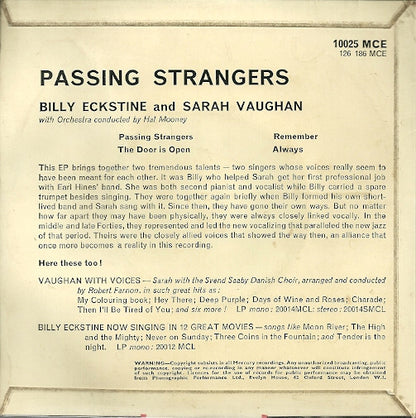 10025 MCE
126 186 MCE
PASSING STRANGERS
BILLY ECKSTINE and SARAH VAUGHAN
with Orchestra conducted by Hal Mooney
Passing Strangers Remember
The Door is Open Always
This EP brings together two tremendous talents – two singers whose voices really seem to
have been meant for each other. It was Billy who helped Sarah get her first professional job
with Earl Hines' band. She was both second pianist and vocalist while Billy carried a spare
trumpet besides singing. They were together again briefly when Billy formed his own short-
lived band and Sarah sang with it. Since then, they have gone their own ways. But no matter
how far apart they may have been physically, they were always closely linked vocally. In the
middle and late Forties, they represented and led the new vocalizing that paralleled the new jazz
of that period. Theirs were the closely allied voices that showed the way then, an alliance that
once more becomes a reality in this recording.
Here these too!
VAUGHAN WITH VOICES – Sarah with the Svend Saaby Danish Choir, arranged and conducted
by Robert Farnon. in such great hits as:
My Colouring book; Hey There; Deep Purple; Days of Wine and Roses; Charade;
Then I'll Be Tired of You; and six more! LP mono: 20014MCL: stereo: 20014SMCL
BILLY ECKSTINE NOW SINGING IN 12 GREAT MOVIES – songs like Moon River; The High
and the Mighty; Never on Sunday; Three Coins in the Fountain; and Tender is the
night. LP mono: 20012 MCL
WARNING—Copyright subsists in all Mercury recordings. Any unauthorised broadcasting, public
performance, copying or re-recording in any manner whatsoever will constitute infringement
of such copyright. Licences for the use of records for public performance may be obtained
from Phonographic Performance Ltd., Evelyn House, 62 Oxford Street, London W.1.